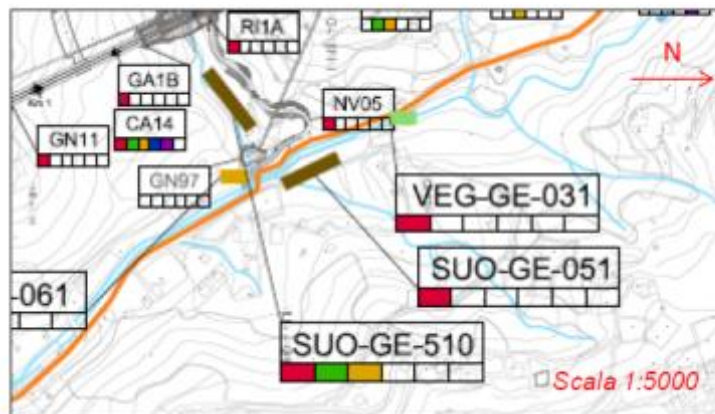 RI1A
N
GA1B
NV05
GN11
CA14
GN97
VEG-GE-031
SUO-GE-051
-061
SUO-GE-510
Scala 1:5000